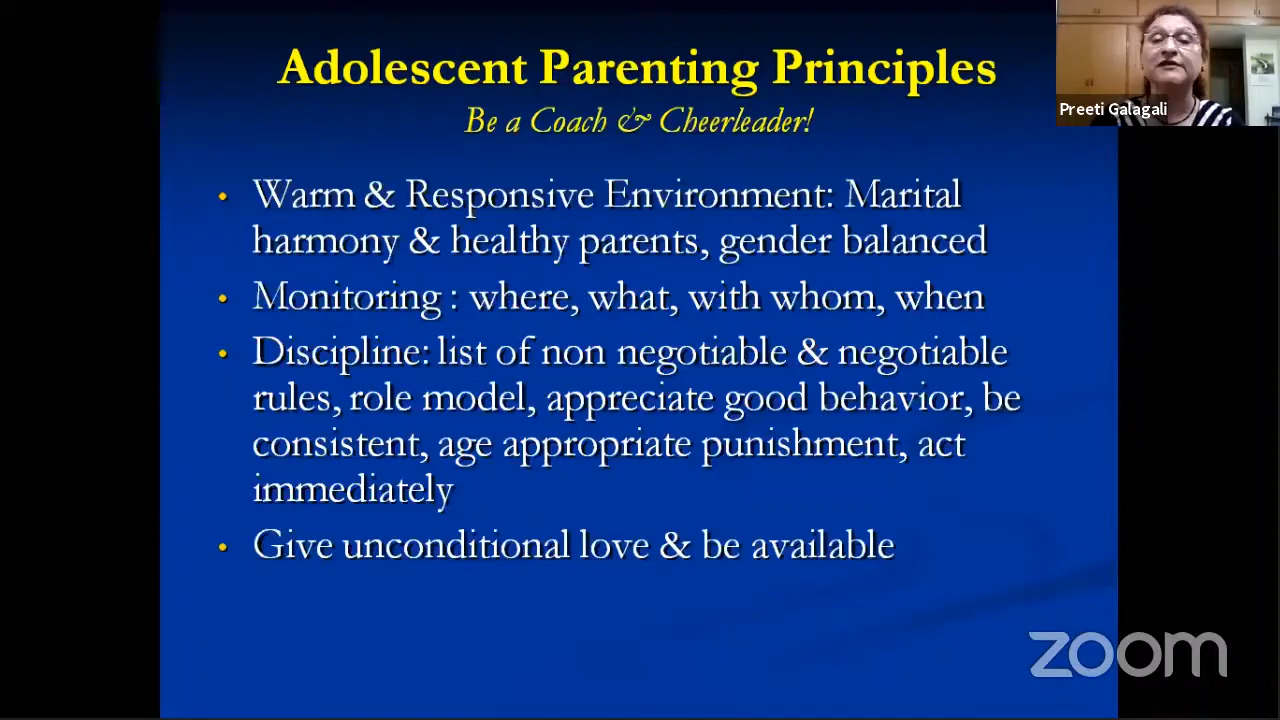 Adolescent Parenting Principles
Be a Coach & Cheerleader!
Preeti Galagali
• Warm & Responsive Environment: Marital
harmony & healthy parents, gender balanced
• Monitoring : where, what, with whom, when
• Discipline: list of non negotiable & negotiable
rules, role model, appreciate good behavior, be
consistent, age appropriate punishment, act
immediately
• Give unconditional love & be available
zoom